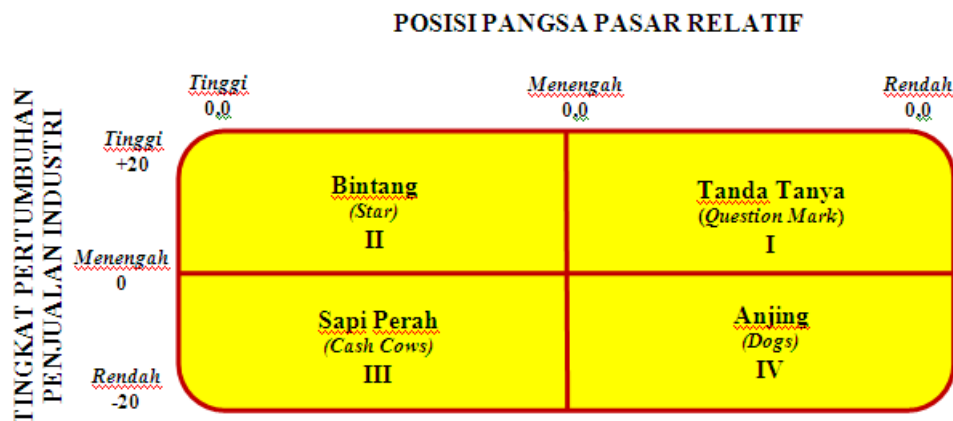 POSISI PANGSA PASAR RELATIF
Tinggi
0,0
Menengah
0,0
Rendah
0,0
TINGKAT PERTUMBUHAN
PENJUALAN INDUSTRI
Tinggi
+20
Menengah
0
Rendah
-20
Bintang
(Star)
II
Tanda Tanya
(Question Mark)
I
Sapi Perah
(Cash Cows)
III
Anjing
(Dogs)
IV